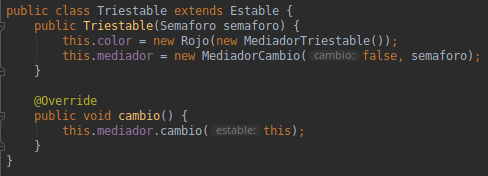 public class Triestable extends Estable {
    public Triestable(Semaforo semaforo) {
        this.color = new Rojo(new MediadorTriestable());
        this.mediador = new MediadorCambio( cambio: false, semaforo);
    }

    @Override
    public void cambio() {
        this.mediador.cambio( estable: this);
    }
}